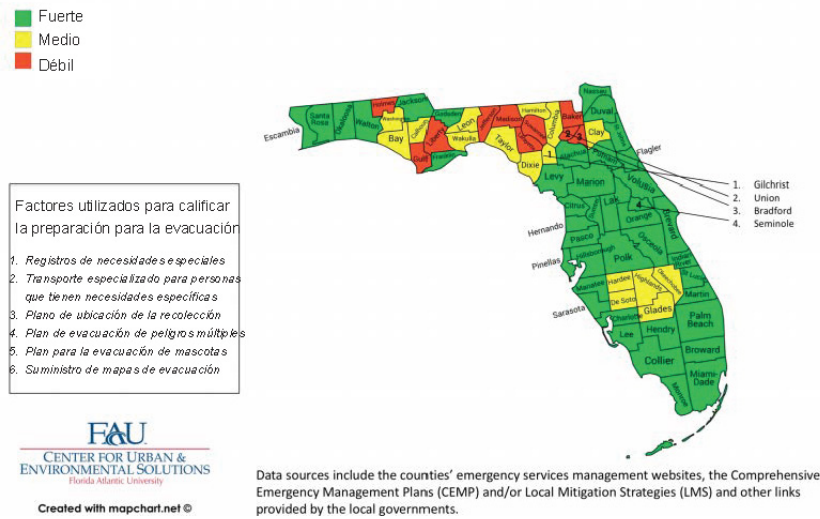 Fuerte
Medio
Débil
Escambia
Santa Rosa
Okaloosa
Walton
Holmes
Jackson
Washington
Bay
Calhoun
Gulf
Liberty
Gadsden
Franklin
Leon
Wakulla
Jefferson
Madison
Taylor
Hamilton
Suwannee
Lafayette
Columbia
Dixie
Baker
Nassau
Duval
Clay
St. Johns
Putnam
Alachua
Flagler
Levy
Marion
Volusia
Citrus
Sumter
Lake
Orange
Brevard
Hernando
Pasco
Pinellas
Hillsborough
Polk
Osceola
Indian River
Manatee
Hardee
Highlands
Okeechobee
St. Lucie
Sarasota
De Soto
Glades
Martin
Charlotte
Lee
Hendry
Palm Beach
Collier
Broward
Monroe
Miami-Dade
1
2
3
4
1. Gilchrist
2. Union
3. Bradford
4. Seminole
Factores utilizados para calificar
la preparación para la evacuación
1. Registros de necesidades especiales
2. Transporte especializado para personas
que tienen necesidades específicas
3. Plano de ubicación de la recolección
4. Plan de evacuación de peligros múltiples
5. Plan para la evacuación de mascotas
6. Suministro de mapas de evacuación
FAU
CENTER FOR URBAN &
ENVIRONMENTAL SOLUTIONS
Florida Atlantic University
Created with mapchart.net ©
Data sources include the counties' emergency services management websites, the Comprehensive
Emergency Management Plans (CEMP) and/or Local Mitigation Strategies (LMS) and other links
provided by the local governments.